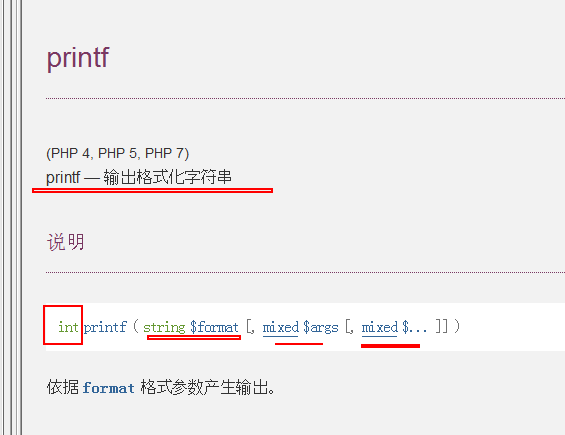 printf
(PHP 4, PHP 5, PHP 7)
printf — 输出格式化字符串
说明
int printf ( string $format [, mixed $args [, mixed $... ]] )
依据 format 格式参数产生输出。